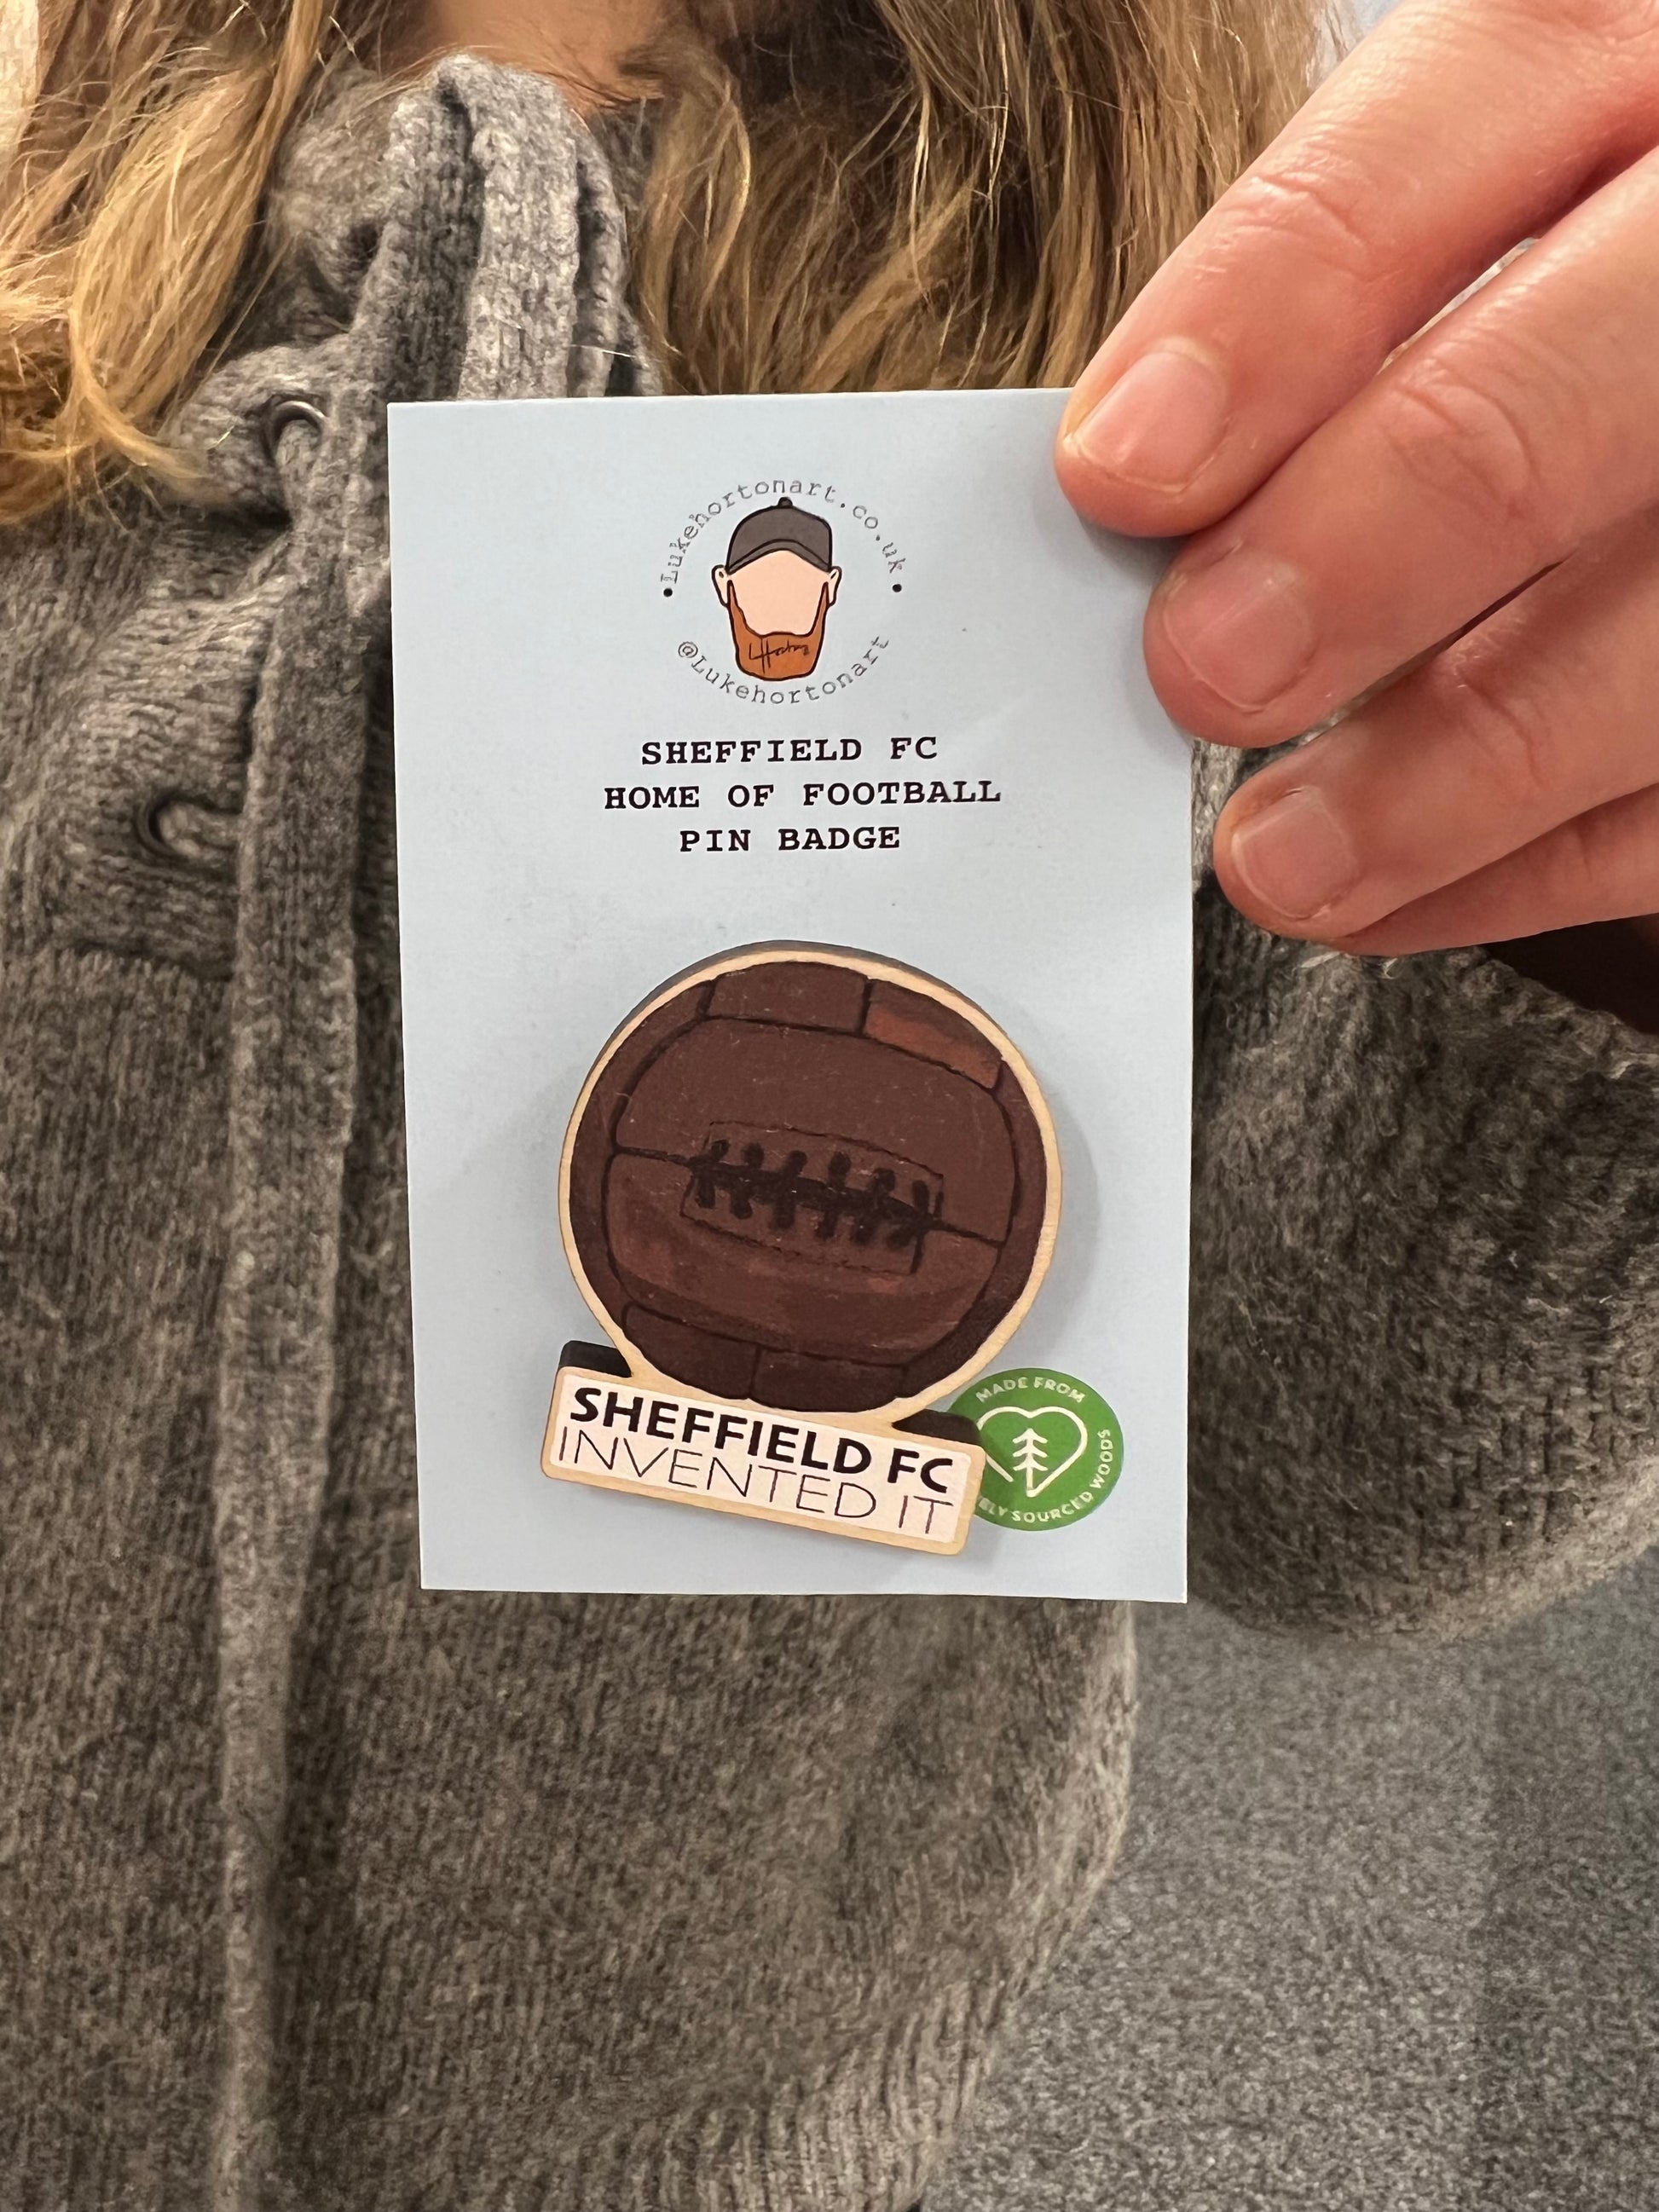 •Lukehortonart.co.uk•
@Lukehortonart
SHEFFIELD FC
HOME OF FOOTBALL
PIN BADGE
SHEFFIELD FC
INVENTED IT
MADE FROM
SOURCED WOODS